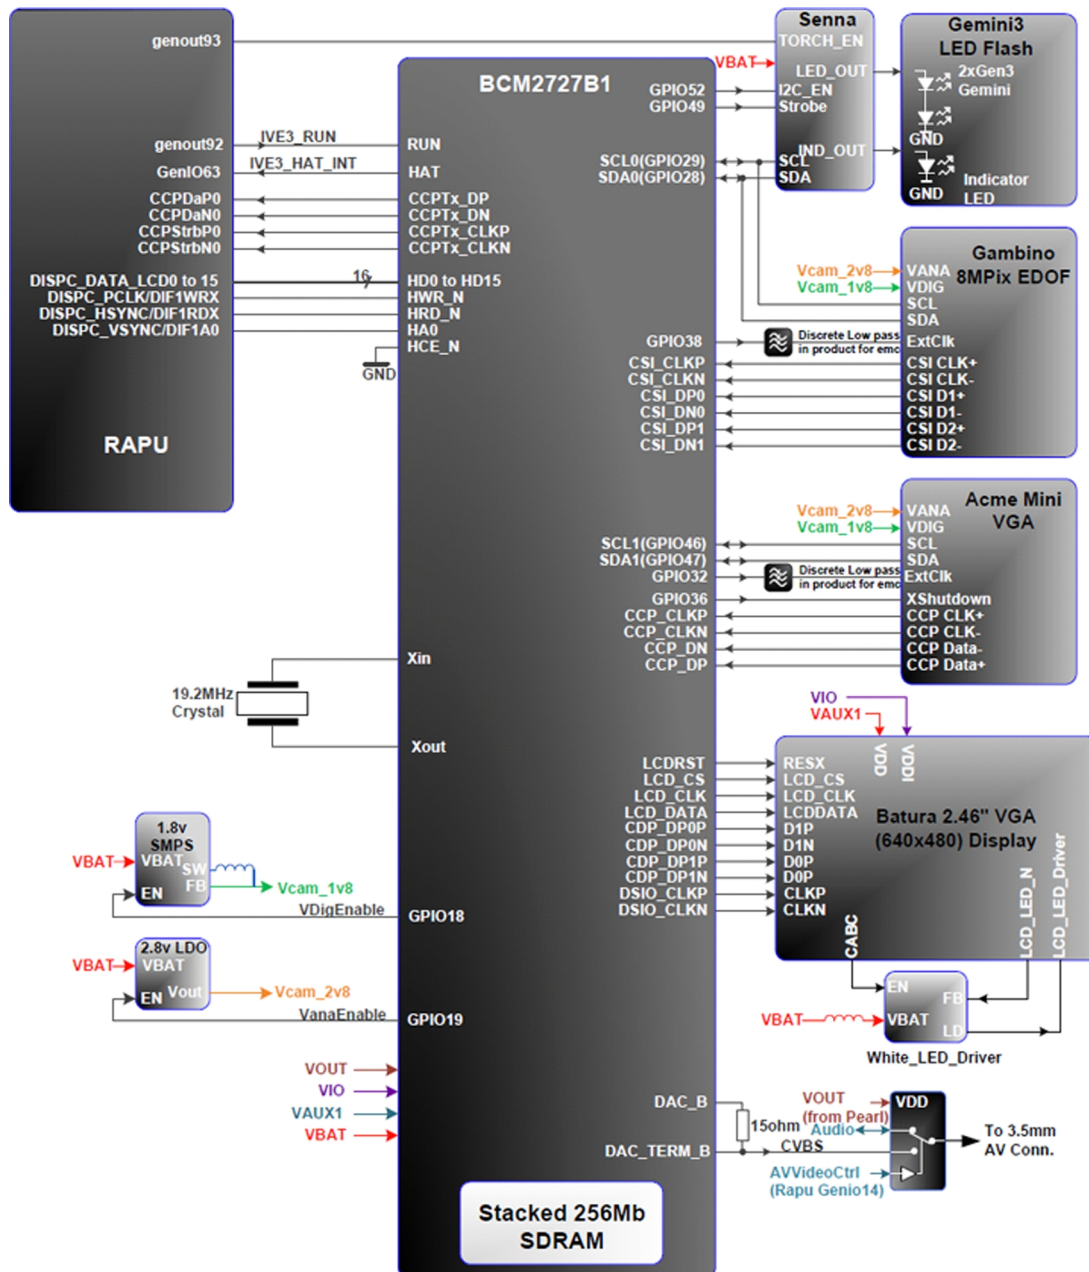 RAPU
genout93
genout92
GenIO63
CCPDaP0
CCPDaN0
CCPStrbP0
CCPStrbN0
DISPC_DATA_LCD0 to 15
DISPC_PCLK/DIF1WRX
DISPC_HSYNC/DIF1RDX
DISPC_VSYNC/DIF1A0
IVE3_RUN
IVE3_HAT_INT
16
GND
BCM2727B1
RUN
HAT
CCPTx_DP
CCPTx_DN
CCPTx_CLKP
CCPTx_CLKN
HD0 to HD15
HWR_N
HRD_N
HA0
HCE_N
Xin
Xout
GPIO18
GPIO19
GPIO52
GPIO49
SCL0(GPIO29)
SDA0(GPIO28)
GPIO38
CSI_CLKP
CSI_CLKN
CSI_DP0
CSI_DN0
CSI_DP1
CSI_DN1
SCL1(GPIO46)
SDA1(GPIO47)
GPIO32
GPIO36
CCP_CLKP
CCP_CLKN
CCP_DN
CCP_DP
LCDRST
LCD_CS
LCD_CLK
LCD_DATA
CDP_DP0P
CDP_DP0N
CDP_DP1P
CDP_DP1N
DSIO_CLKP
DSIO_CLKN
DAC_B
DAC_TERM_B
Stacked 256Mb
SDRAM
Senna
TORCH_EN
VBAT
LED_OUT
I2C_EN
Strobe
IND_OUT
SCL
SDA
Gemini3
LED Flash
2xGen3
Gemini
GND
Indicator
LED
GND
Gambino
8MPix EDOF
Vcam_2v8
Vcam_1v8
VANA
VDIG
SCL
SDA
Discrete Low pass
in product for emc
ExtClk
CSI CLK+
CSI CLK-
CSI D1+
CSI D1-
CSI D2+
CSI D2-
Acme Mini
VGA
Vcam_2v8
Vcam_1v8
VANA
VDIG
SCL
SDA
Discrete Low pass
in product for emc
ExtClk
XShutdown
CCP CLK+
CCP CLK-
CCP Data-
CCP Data+
VIO
VAUX1
VDD
VDDI
RESX
LCD_CS
LCD_CLK
LCDDATA
D1P
D1N
D0P
D0P
CLKP
CLKN
Batura 2.46" VGA
(640x480) Display
CABC
LCD_LED_N
LCD_LED_Driver
EN
FB
VBAT
VBAT
LD
White_LED_Driver
19.2MHz
Crystal
1.8v
SMPS
VBAT
VBAT
SW
FB
EN
Vcam_1v8
VDigEnable
2.8v LDO
VBAT
VBAT
Vout
EN
Vcam_2v8
VanaEnable
VOUT
VIO
VAUX1
VBAT
15ohm
CVBS
VOUT
(from Pearl)
Audio
AVVideoCtrl
(Rapu Genio14)
VDD
To 3.5mm
AV Conn.